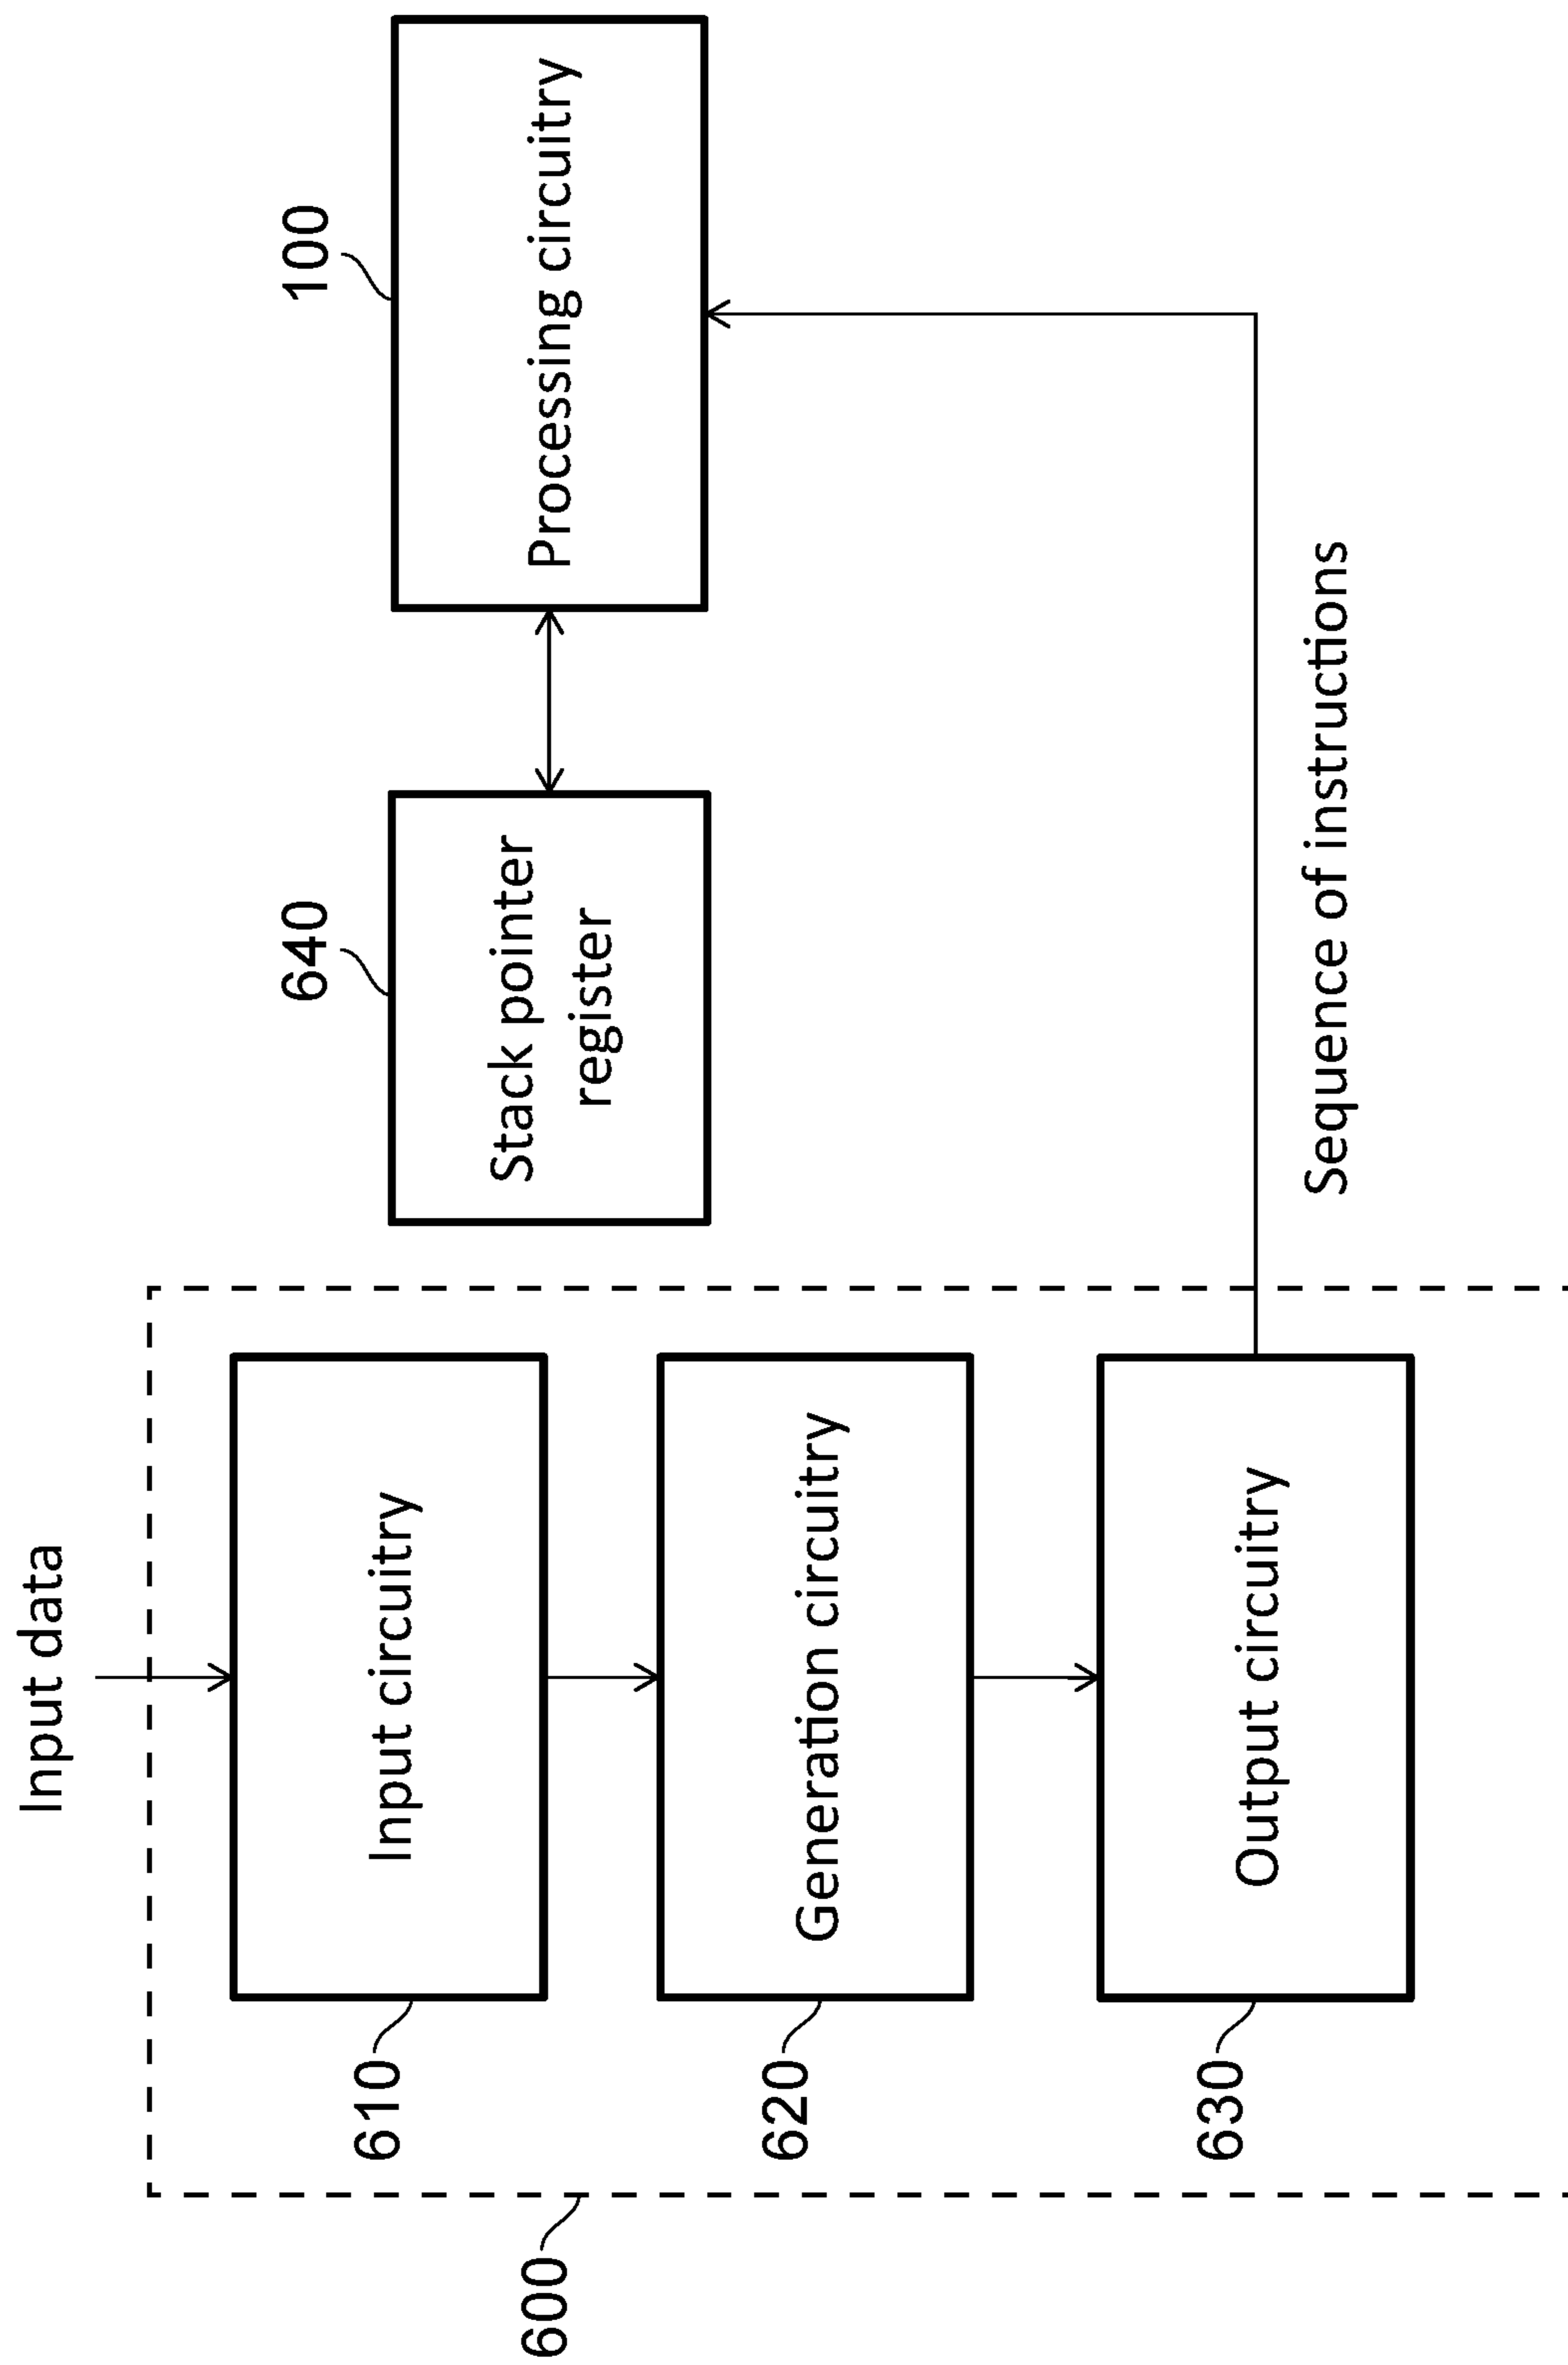 Input data
600
610
Input circuitry
620
Generation circuitry
630
Output circuitry
640
Stack pointer
register
100
Processing circuitry
Sequence of instructions